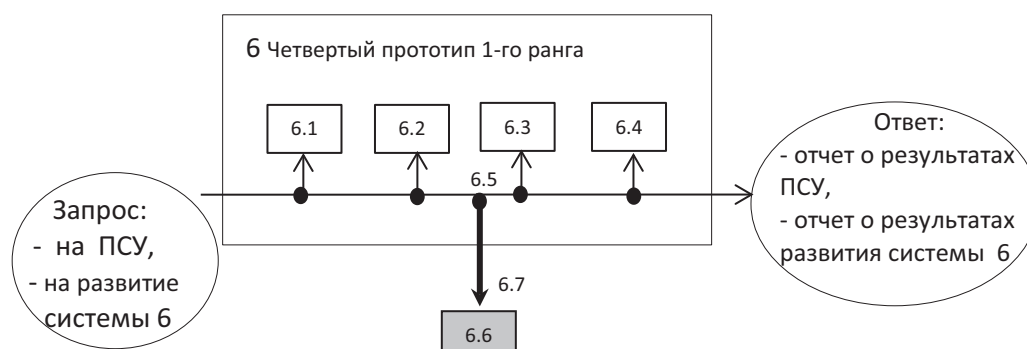 6 Четвертый прототип 1-го ранга
6.1
6.2
6.3
6.4
6.5
Запрос:
- на ПСУ,
- на развитие
системы 6
Ответ:
- отчет о результатах
ПСУ,
- отчет о результатах
развития системы 6
6.7
6.6